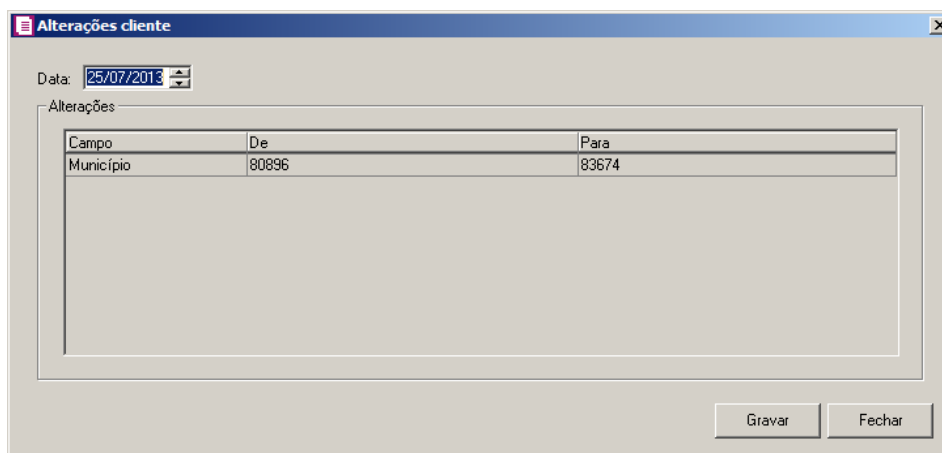 Alterações cliente
Data: 25/07/2013
Alterações
Campo De Para
Município 80896 83674
Gravar Fechar